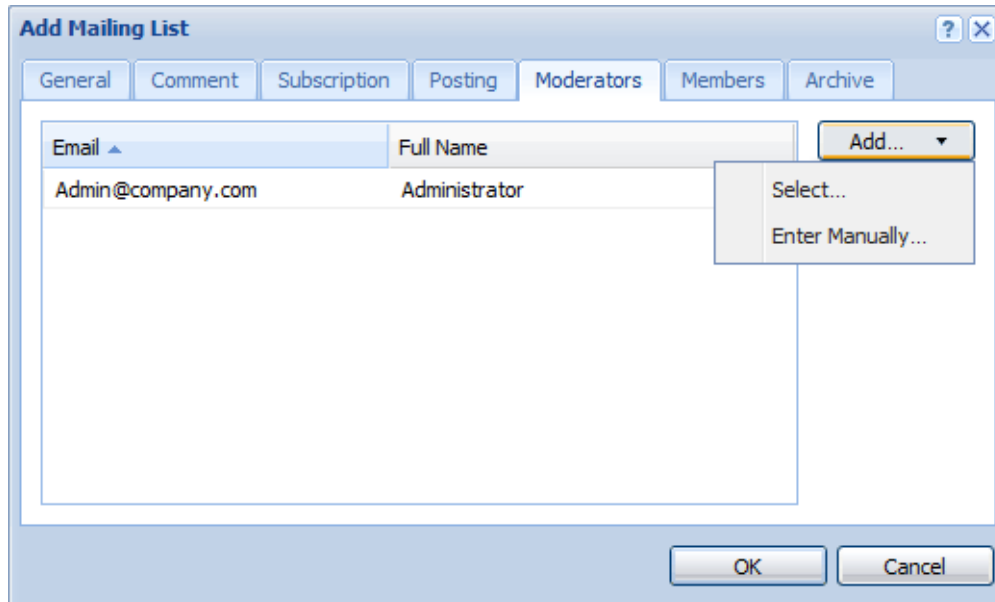 Add Mailing List
General Comment Subscription Posting Moderators Members Archive
Email Full Name Add...
Admin@company.com Administrator
Select...
Enter Manually...
OK Cancel